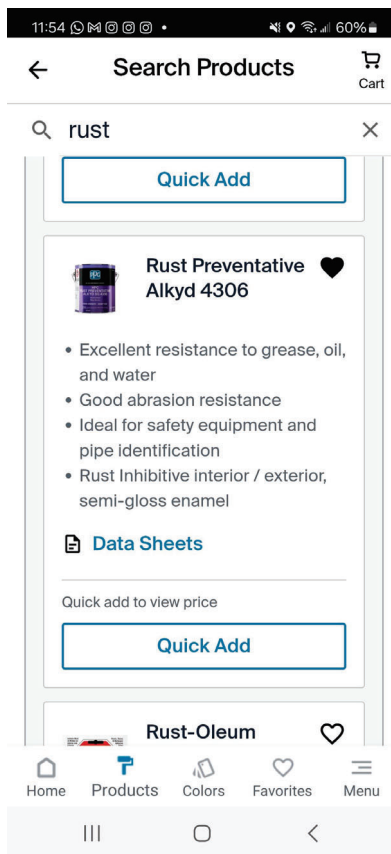 11:54
60%
Search Products
Cart
rust
Quick Add
Rust Preventative
Alkyd 4306
PPG
• Excellent resistance to grease, oil,
and water
• Good abrasion resistance
• Ideal for safety equipment and
pipe identification
• Rust Inhibitive interior / exterior,
semi-gloss enamel
Data Sheets
Quick add to view price
Quick Add
Rust-Oleum
Home Products Colors Favorites Menu